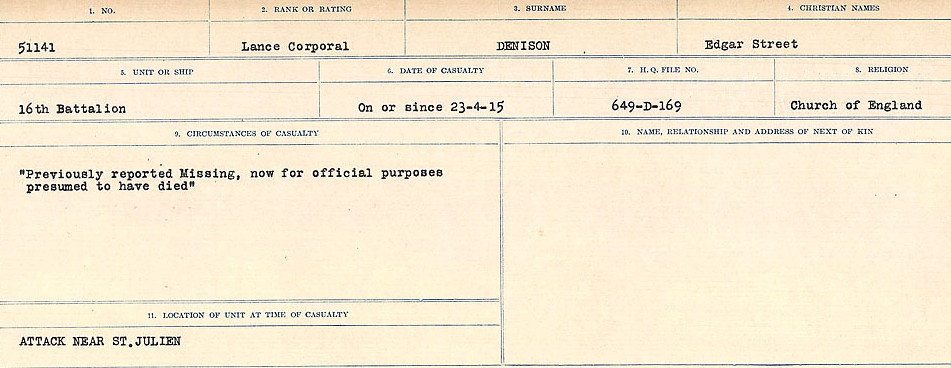 1. NO.
2. RANK OR RATING
3. SURNAME
4. CHRISTIAN NAMES
51141
Lance Corporal
DENISON
Edgar Street
5. UNIT OR SHIP
6. DATE OF CASUALTY
7. H. Q. FILE NO.
8. RELIGION
16th Battalion
On or since 23-4-15
649-D-169
Church of England
9. CIRCUMSTANCES OF CASUALTY
10. NAME, RELATIONSHIP AND ADDRESS OF NEXT OF KIN
"Previously reported Missing, now for official purposes
presumed to have died"
11. LOCATION OF UNIT AT TIME OF CASUALTY
ATTACK NEAR ST.JULIEN